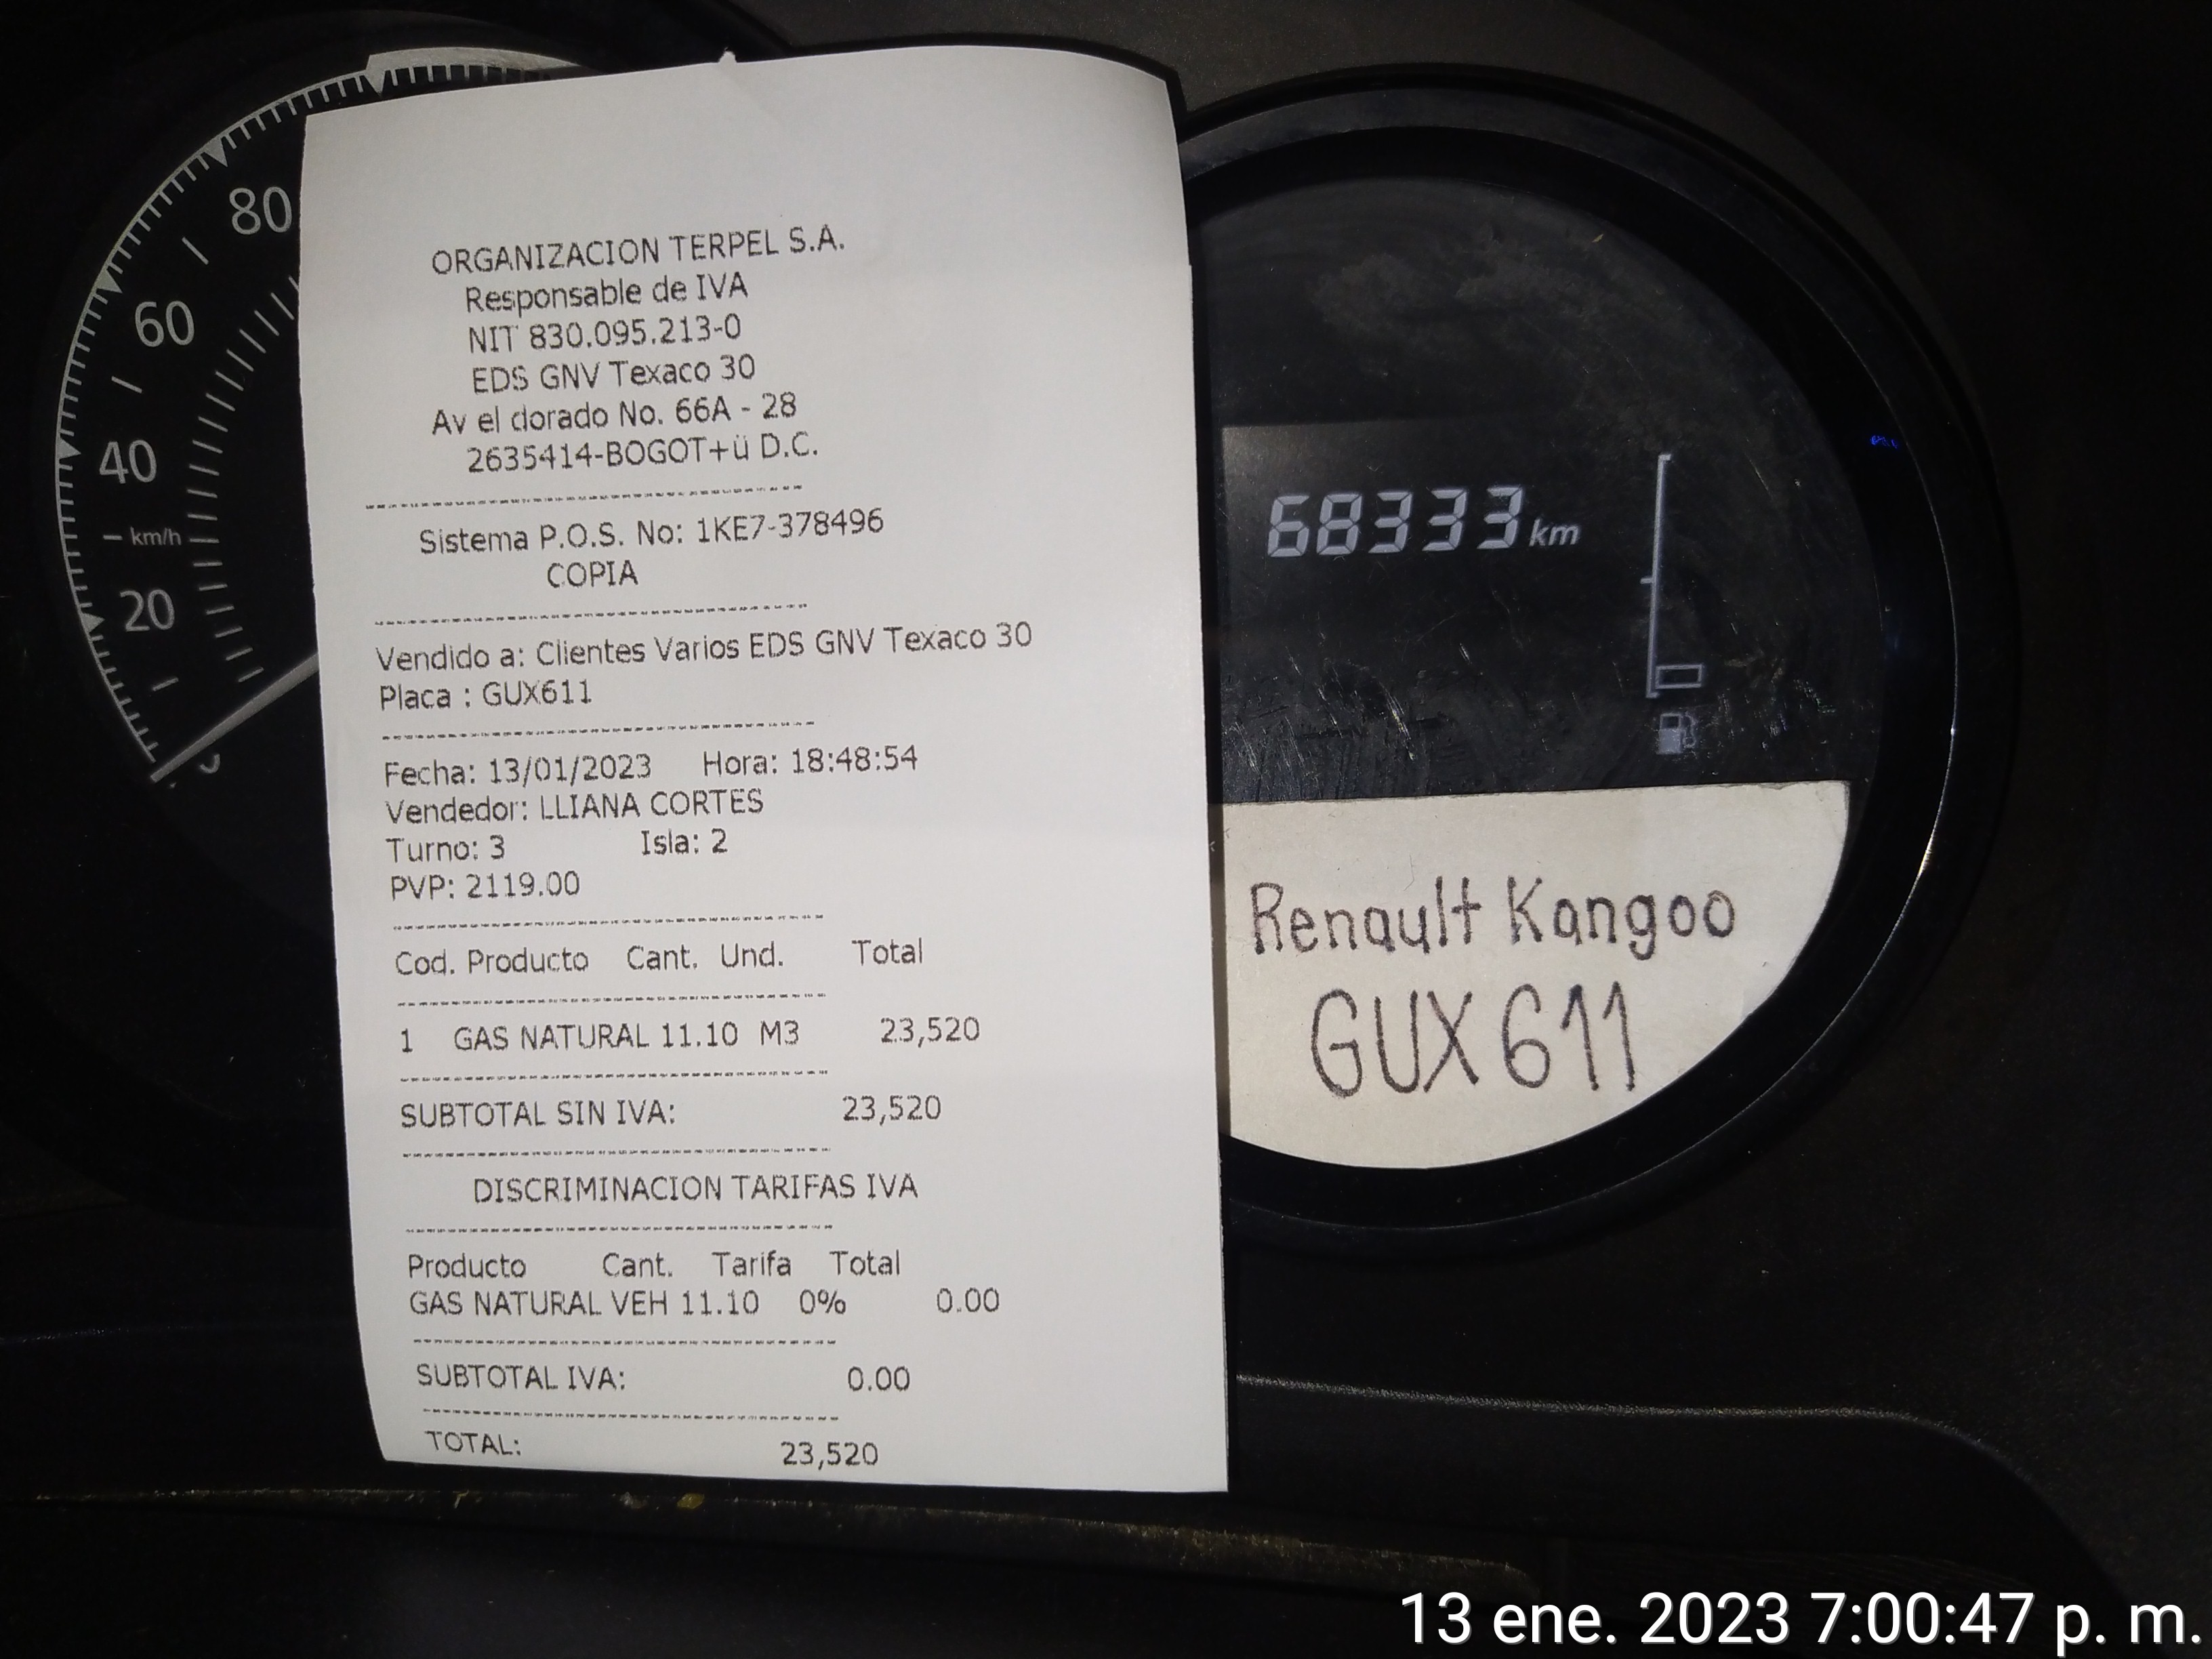 80
60
40
km/h
20
ORGANIZACION TERPEL S.A.
Responsable de IVA
NIT 830.095.213-0
EDS GNV Texaco 30
Av el dorado No. 66A - 28
2635414-BOGOT+ü D.C.
Sistema P.O.S. No: 1KE7-378496
COPIA
Vendido a: Clientes Varios EDS GNV Texaco 30
Placa : GUX611
Fecha: 13/01/2023 Hora: 18:48:54
Vendedor: LLIANA CORTES
Turno: 3 Isla: 2
PVP: 2119.00
Cod. Producto Cant. Und. Total
1 GAS NATURAL 11.10 M3 23,520
SUBTOTAL SIN IVA: 23,520
DISCRIMINACION TARIFAS IVA
Producto Cant. Tarifa Total
GAS NATURAL VEH 11.10 0% 0.00
SUBTOTAL IVA: 0.00
TOTAL: 23,520
68333 km
Renault Kangoo
GUX 611
13 ene. 2023 7:00:47 p. m.